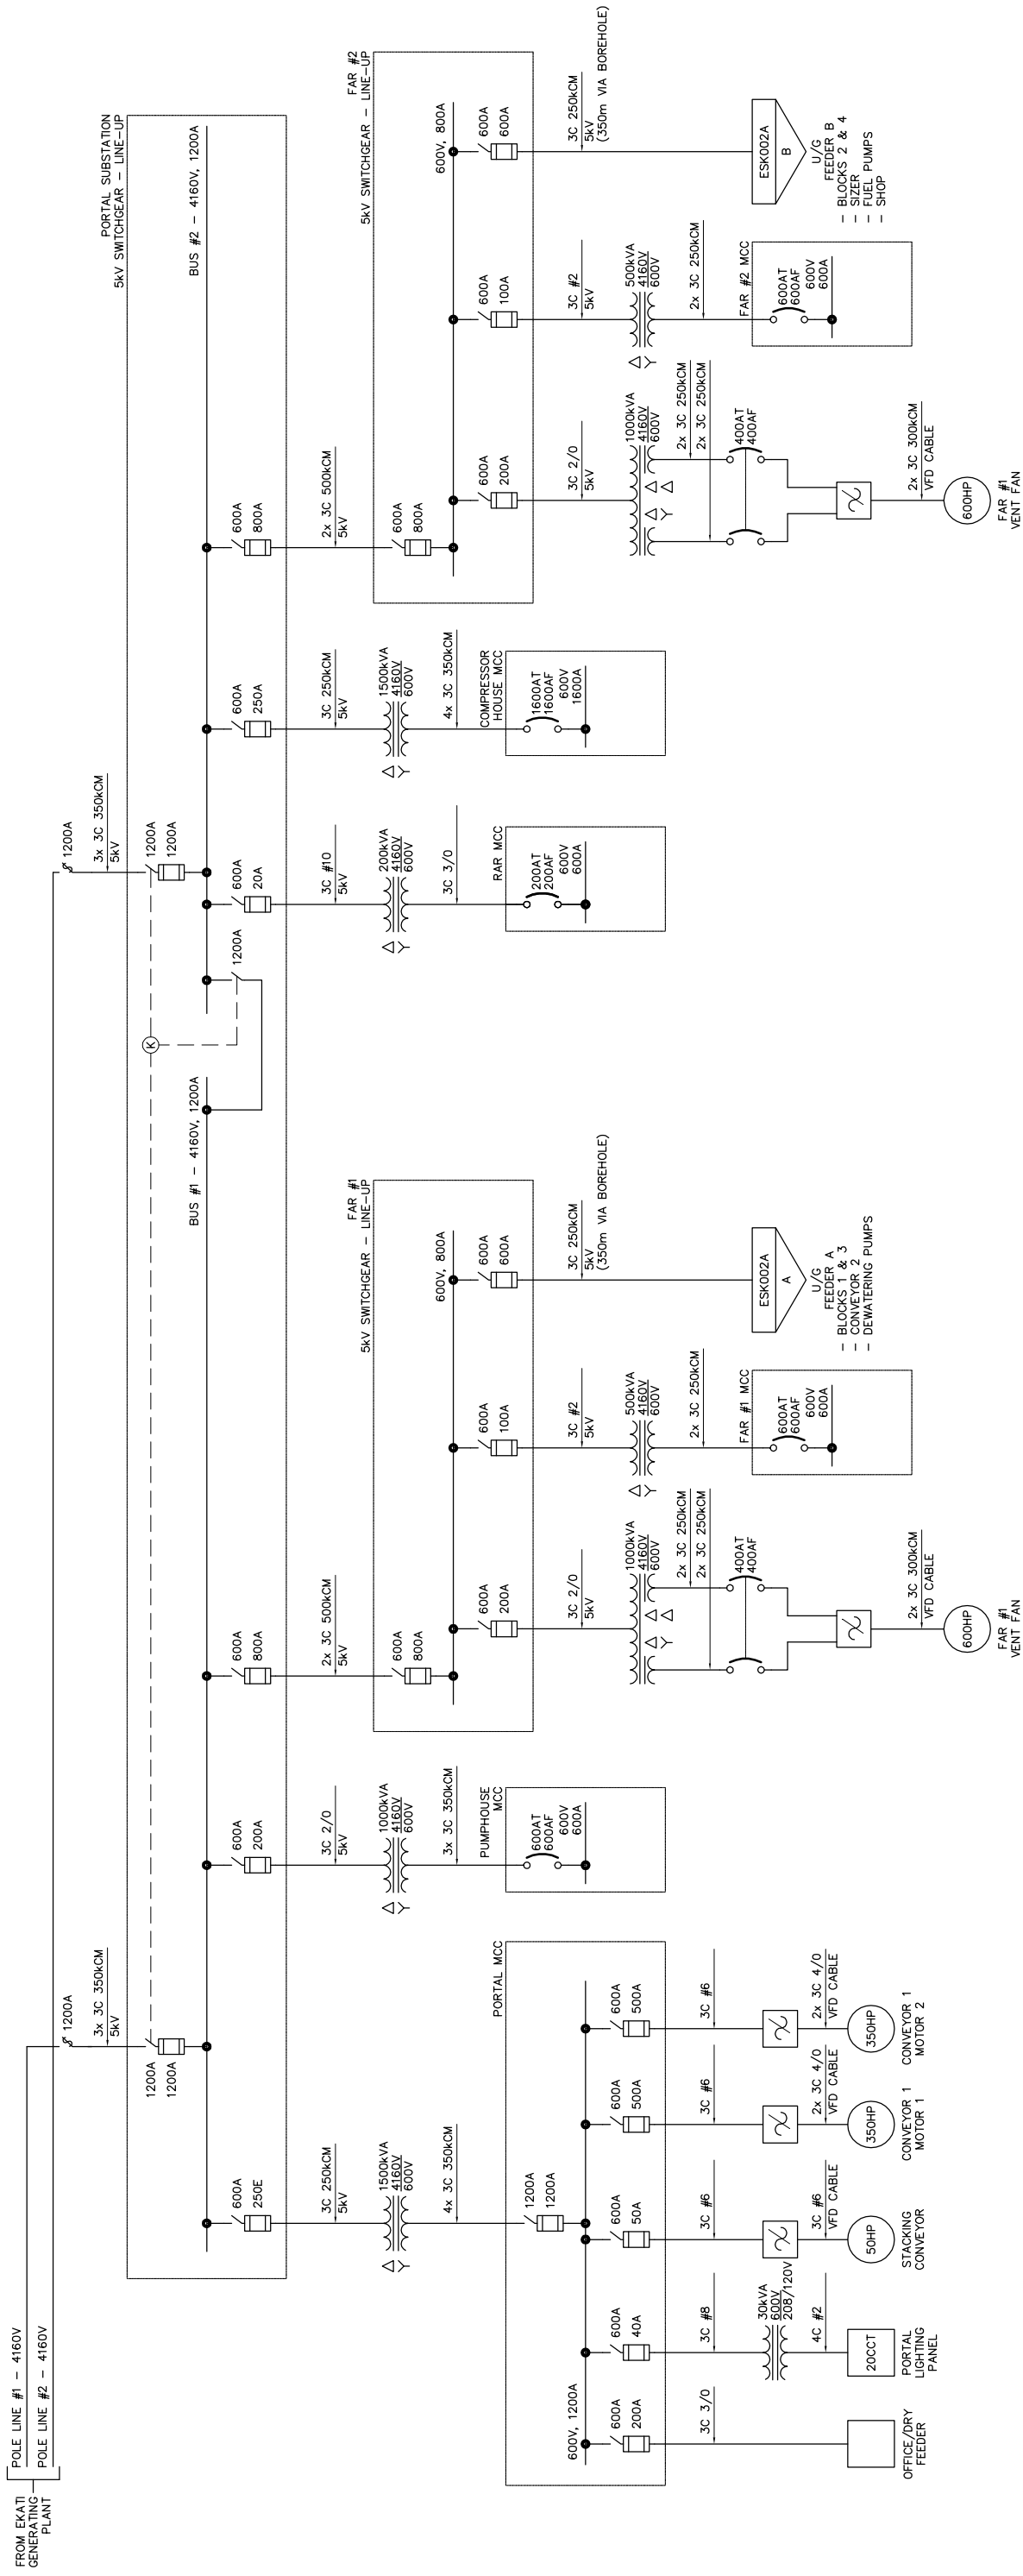 FROM EKATI
GENERATING
PLANT
POLE LINE #1 – 4160V
POLE LINE #2 – 4160V
1200A
3x 3C 350kCM
5kV
1200A
1200A
1200A
3x 3C 350kCM
5kV
1200A
1200A
K
PORTAL SUBSTATION
5kV SWITCHGEAR – LINE-UP
BUS #1 – 4160V, 1200A
1200A
BUS #2 – 4160V, 1200A
600A
250E
3C 250kCM
5kV
1500kVA
4160V
600V
4x 3C 350kCM
PORTAL MCC
1200A
1200A
600V, 1200A
600A
200A
3C 3/0
OFFICE/DRY
FEEDER
600A
40A
3C #8
30kVA
600V
208/120V
4C #2
20CCT
PORTAL
LIGHTING
PANEL
600A
50A
3C #6
3C #6
VFD CABLE
50HP
STACKING
CONVEYOR
600A
500A
3C #6
2x 3C 4/0
VFD CABLE
350HP
CONVEYOR 1
MOTOR 1
600A
500A
3C #6
2x 3C 4/0
VFD CABLE
350HP
CONVEYOR 1
MOTOR 2
600A
200A
3C 2/0
5kV
1000kVA
4160V
600V
3x 3C 350kCM
PUMPHOUSE
MCC
600AT
600AF
600V
600A
600A
800A
2x 3C 500kCM
5kV
FAR #1
5kV SWITCHGEAR – LINE-UP
600A
800A
600V, 800A
600A
200A
3C 2/0
5kV
1000kVA
4160V
600V
2x 3C 250kCM
2x 3C 250kCM
400AT
400AF
2x 3C 300kCM
VFD CABLE
600HP
FAR #1
VENT FAN
600A
100A
3C #2
5kV
500kVA
4160V
600V
2x 3C 250kCM
FAR #1 MCC
600AT
600AF
600V
600A
600A
600A
3C 250kCM
5kV
(350m VIA BOREHOLE)
ESK002A
A
U/G
FEEDER A
– BLOCKS 1 & 3
– CONVEYOR 2
– DEWATERING PUMPS
600A
20A
3C #10
5kV
200kVA
4160V
600V
3C 3/0
RAR MCC
200AT
200AF
600V
600A
600A
250A
3C 250kCM
5kV
1500kVA
4160V
600V
4x 3C 350kCM
COMPRESSOR
HOUSE MCC
1600AT
1600AF
600V
1600A
600A
800A
2x 3C 500kCM
5kV
FAR #2
5kV SWITCHGEAR – LINE-UP
600A
800A
600V, 800A
600A
200A
3C 2/0
5kV
1000kVA
4160V
600V
2x 3C 250kCM
2x 3C 250kCM
400AT
400AF
2x 3C 300kCM
VFD CABLE
600HP
FAR #1
VENT FAN
600A
100A
3C #2
5kV
500kVA
4160V
600V
2x 3C 250kCM
FAR #2 MCC
600AT
600AF
600V
600A
600A
600A
3C 250kCM
5kV
(350m VIA BOREHOLE)
ESK002A
B
U/G
FEEDER B
– BLOCKS 2 & 4
– SIZER
– FUEL PUMPS
– SHOP